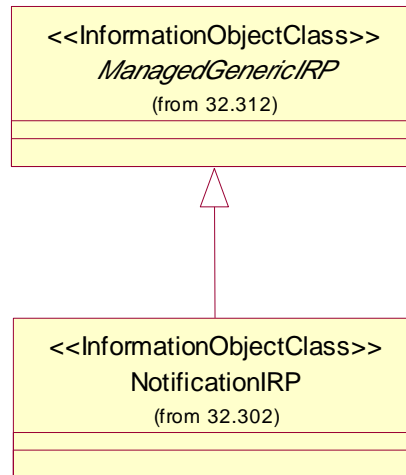 <<InformationObjectClass>>
ManagedGenericIRP
(from 32.312)
<<InformationObjectClass>>
NotificationIRP
(from 32.302)